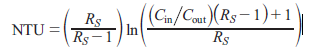 NTU = (R_S / (R_S − 1)) ln(((C_in/C_out)(R_S − 1) + 1) / R_S)